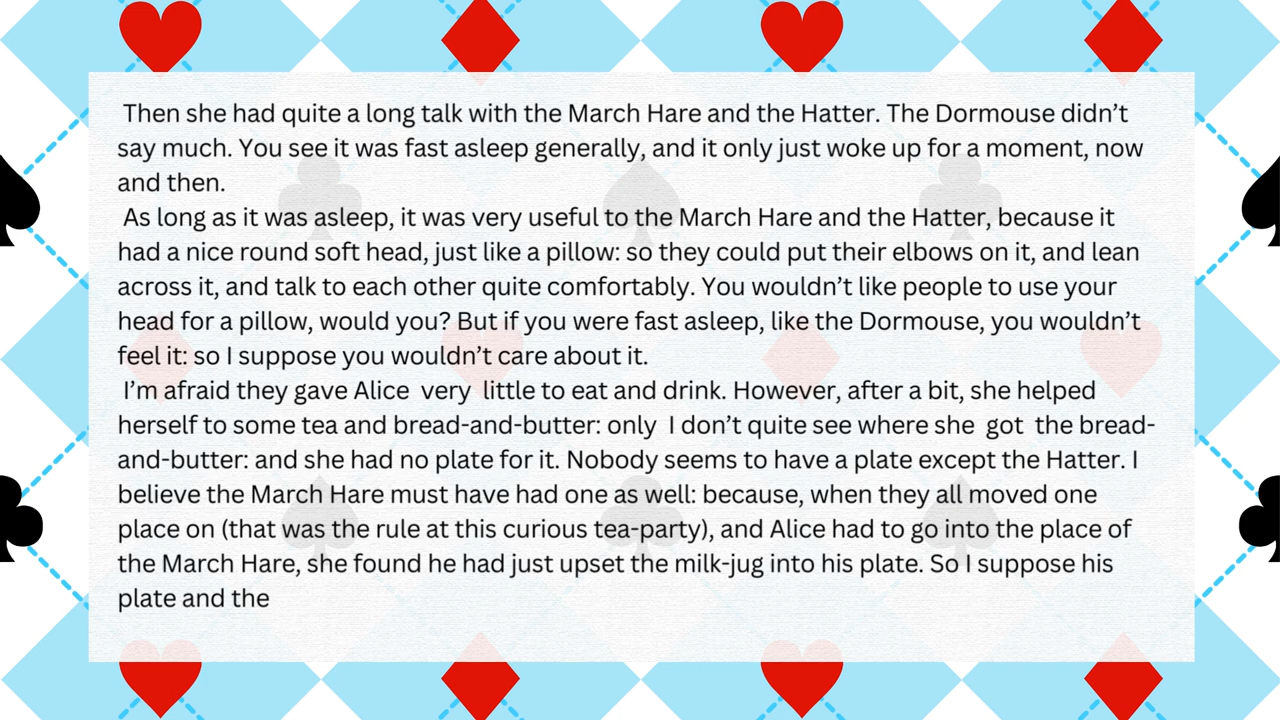 Then she had quite a long talk with the March Hare and the Hatter. The Dormouse didn’t
say much. You see it was fast asleep generally, and it only just woke up for a moment, now
and then.
As long as it was asleep, it was very useful to the March Hare and the Hatter, because it
had a nice round soft head, just like a pillow: so they could put their elbows on it, and lean
across it, and talk to each other quite comfortably. You wouldn’t like people to use your
head for a pillow, would you? But if you were fast asleep, like the Dormouse, you wouldn’t
feel it: so I suppose you wouldn’t care about it.
I’m afraid they gave Alice very little to eat and drink. However, after a bit, she helped
herself to some tea and bread-and-butter: only I don’t quite see where she got the bread-
and-butter: and she had no plate for it. Nobody seems to have a plate except the Hatter. I
believe the March Hare must have had one as well: because, when they all moved one
place on (that was the rule at this curious tea-party), and Alice had to go into the place of
the March Hare, she found he had just upset the milk-jug into his plate. So I suppose his
plate and the